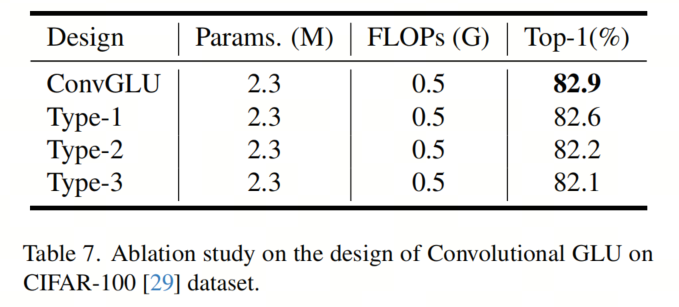 Design Params. (M) FLOPs (G) Top-1(%)
ConvGLU 2.3 0.5 82.9
Type-1 2.3 0.5 82.6
Type-2 2.3 0.5 82.2
Type-3 2.3 0.5 82.1
Table 7. Ablation study on the design of Convolutional GLU on
CIFAR-100 [29] dataset.